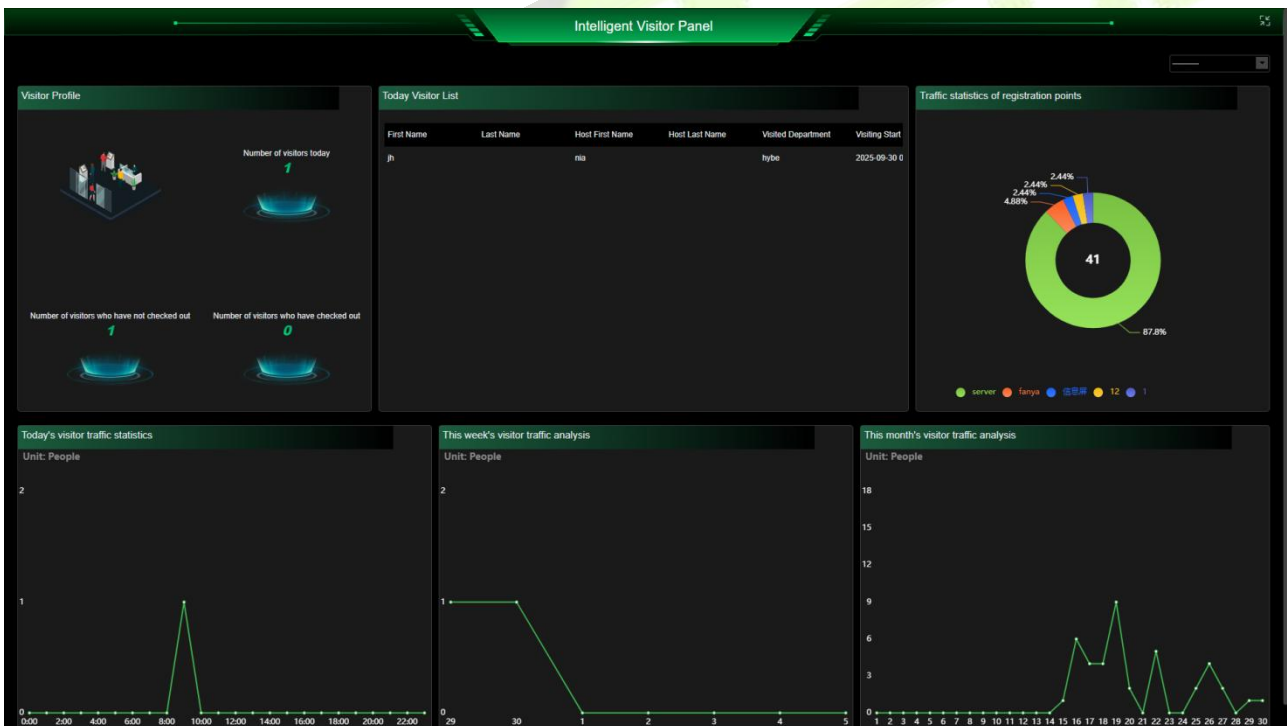 Intelligent Visitor Panel
Visitor Profile
Number of visitors today
1
Number of visitors who have not checked out
1
Number of visitors who have checked out
0
Today Visitor List
First Name Last Name Host First Name Host Last Name Visited Department Visiting Start
jh nia hybe 2025-09-30 0
Traffic statistics of registration points
2.44%
2.44%
2.44%
4.88%
41
87.8%
server fanya 信息屏 12 1
Today's visitor traffic statistics
Unit: People
2
1
0
0:00 2:00 4:00 6:00 8:00 10:00 12:00 14:00 16:00 18:00 20:00 22:00
This week's visitor traffic analysis
Unit: People
2
1
0
29 30 1 2 3 4 5
This month's visitor traffic analysis
Unit: People
18
15
12
9
6
3
0
1 2 3 4 5 6 7 8 9 10 11 12 13 14 15 16 17 18 19 20 21 22 23 24 25 26 27 28 29 30